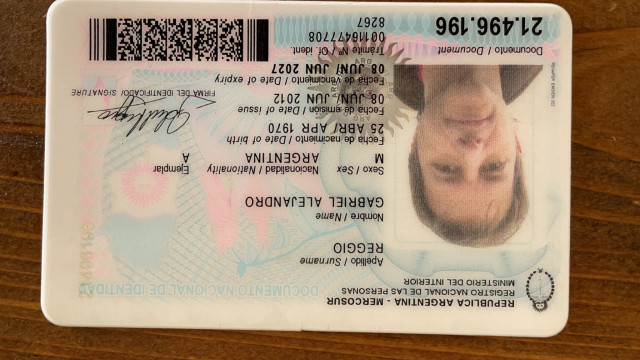 REPUBLICA ARGENTINA - MERCOSUR
REGISTRO NACIONAL DE LAS PERSONAS
MINISTERIO DEL INTERIOR
DOCUMENTO NACIONAL DE IDENTIDAD
Apellido / Surname
REGGIO
Nombre / Name
GABRIEL ALEJANDRO
Sexo / Sex Nacionalidad / Nationality Ejemplar
M ARGENTINA A
Fecha de nacimiento / Date of birth
25 ABR/ APR 1970
Fecha de emisión / Date of issue
08 JUN/ JUN 2012
FIRMA DEL IDENTIFICADO/ SIGNATURE
Fecha de vencimiento / Date of expiry
08 JUN/ JUN 2027
Documento / Document
21.496.196
Trámite Nº / Of. ident.
00116477708
8267